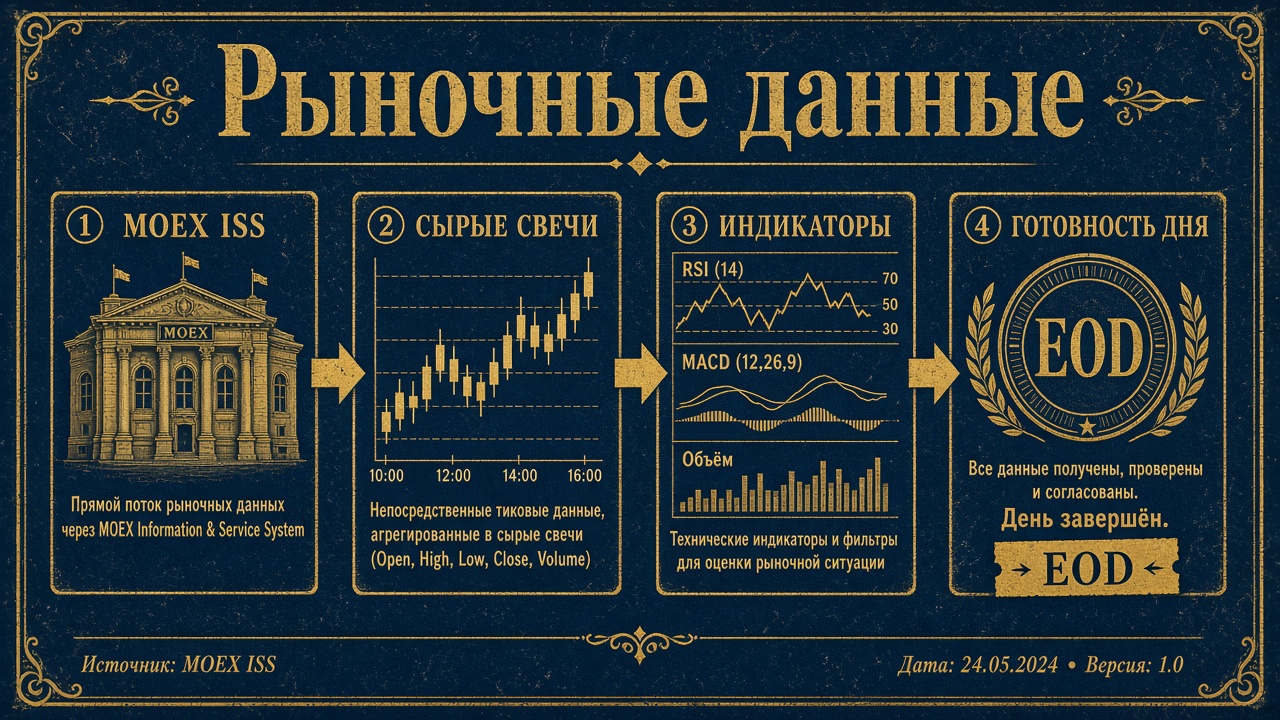 Рыночные данные
1 MOEX ISS
MOEX
Прямой поток рыночных данных
через MOEX Information & Service System
2 СЫРЫЕ СВЕЧИ
10:00 12:00 14:00 16:00
Непосредственные тиковые данные,
агрегированные в сырые свечи
(Open, High, Low, Close, Volume)
3 ИНДИКАТОРЫ
RSI (14)
70
50
30
MACD (12,26,9)
Объём
Технические индикаторы и фильтры
для оценки рыночной ситуации
4 ГОТОВНОСТЬ ДНЯ
EOD
Все данные получены, проверены
и согласованы.
День завершён.
EOD
Источник: MOEX ISS
Дата: 24.05.2024 • Версия: 1.0